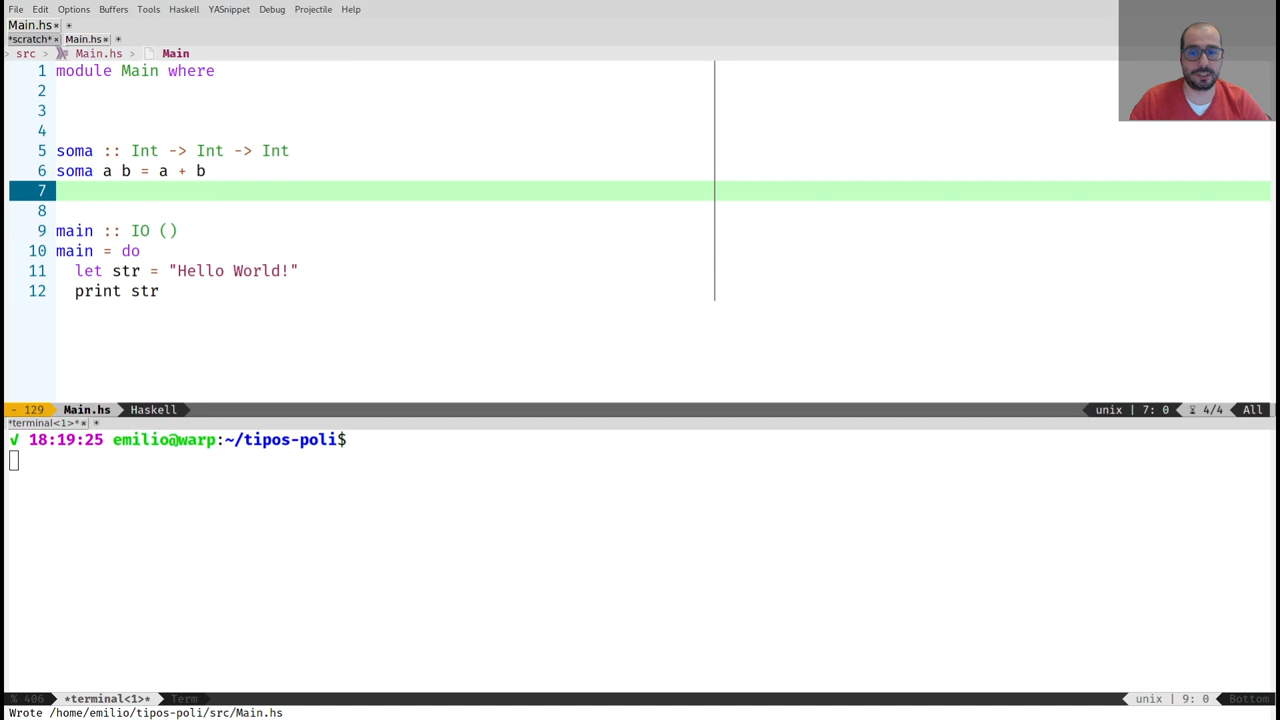 File Edit Options Buffers Tools Haskell YASnippet Debug Projectile Help
Main.hs
*scratch* Main.hs
src > Main.hs > Main
1 module Main where
2
3
4
5 soma :: Int -> Int -> Int
6 soma a b = a + b
7
8
9 main :: IO ()
10 main = do
11 let str = "Hello World!"
12 print str
- 129 Main.hs Haskell unix | 7: 0 4/4 All
*terminal<1>*
√ 18:19:25 emilio@warp:~/tipos-poli$
% 406 *terminal<1>* Term unix | 9: 0 Bottom
Wrote /home/emilio/tipos-poli/src/Main.hs